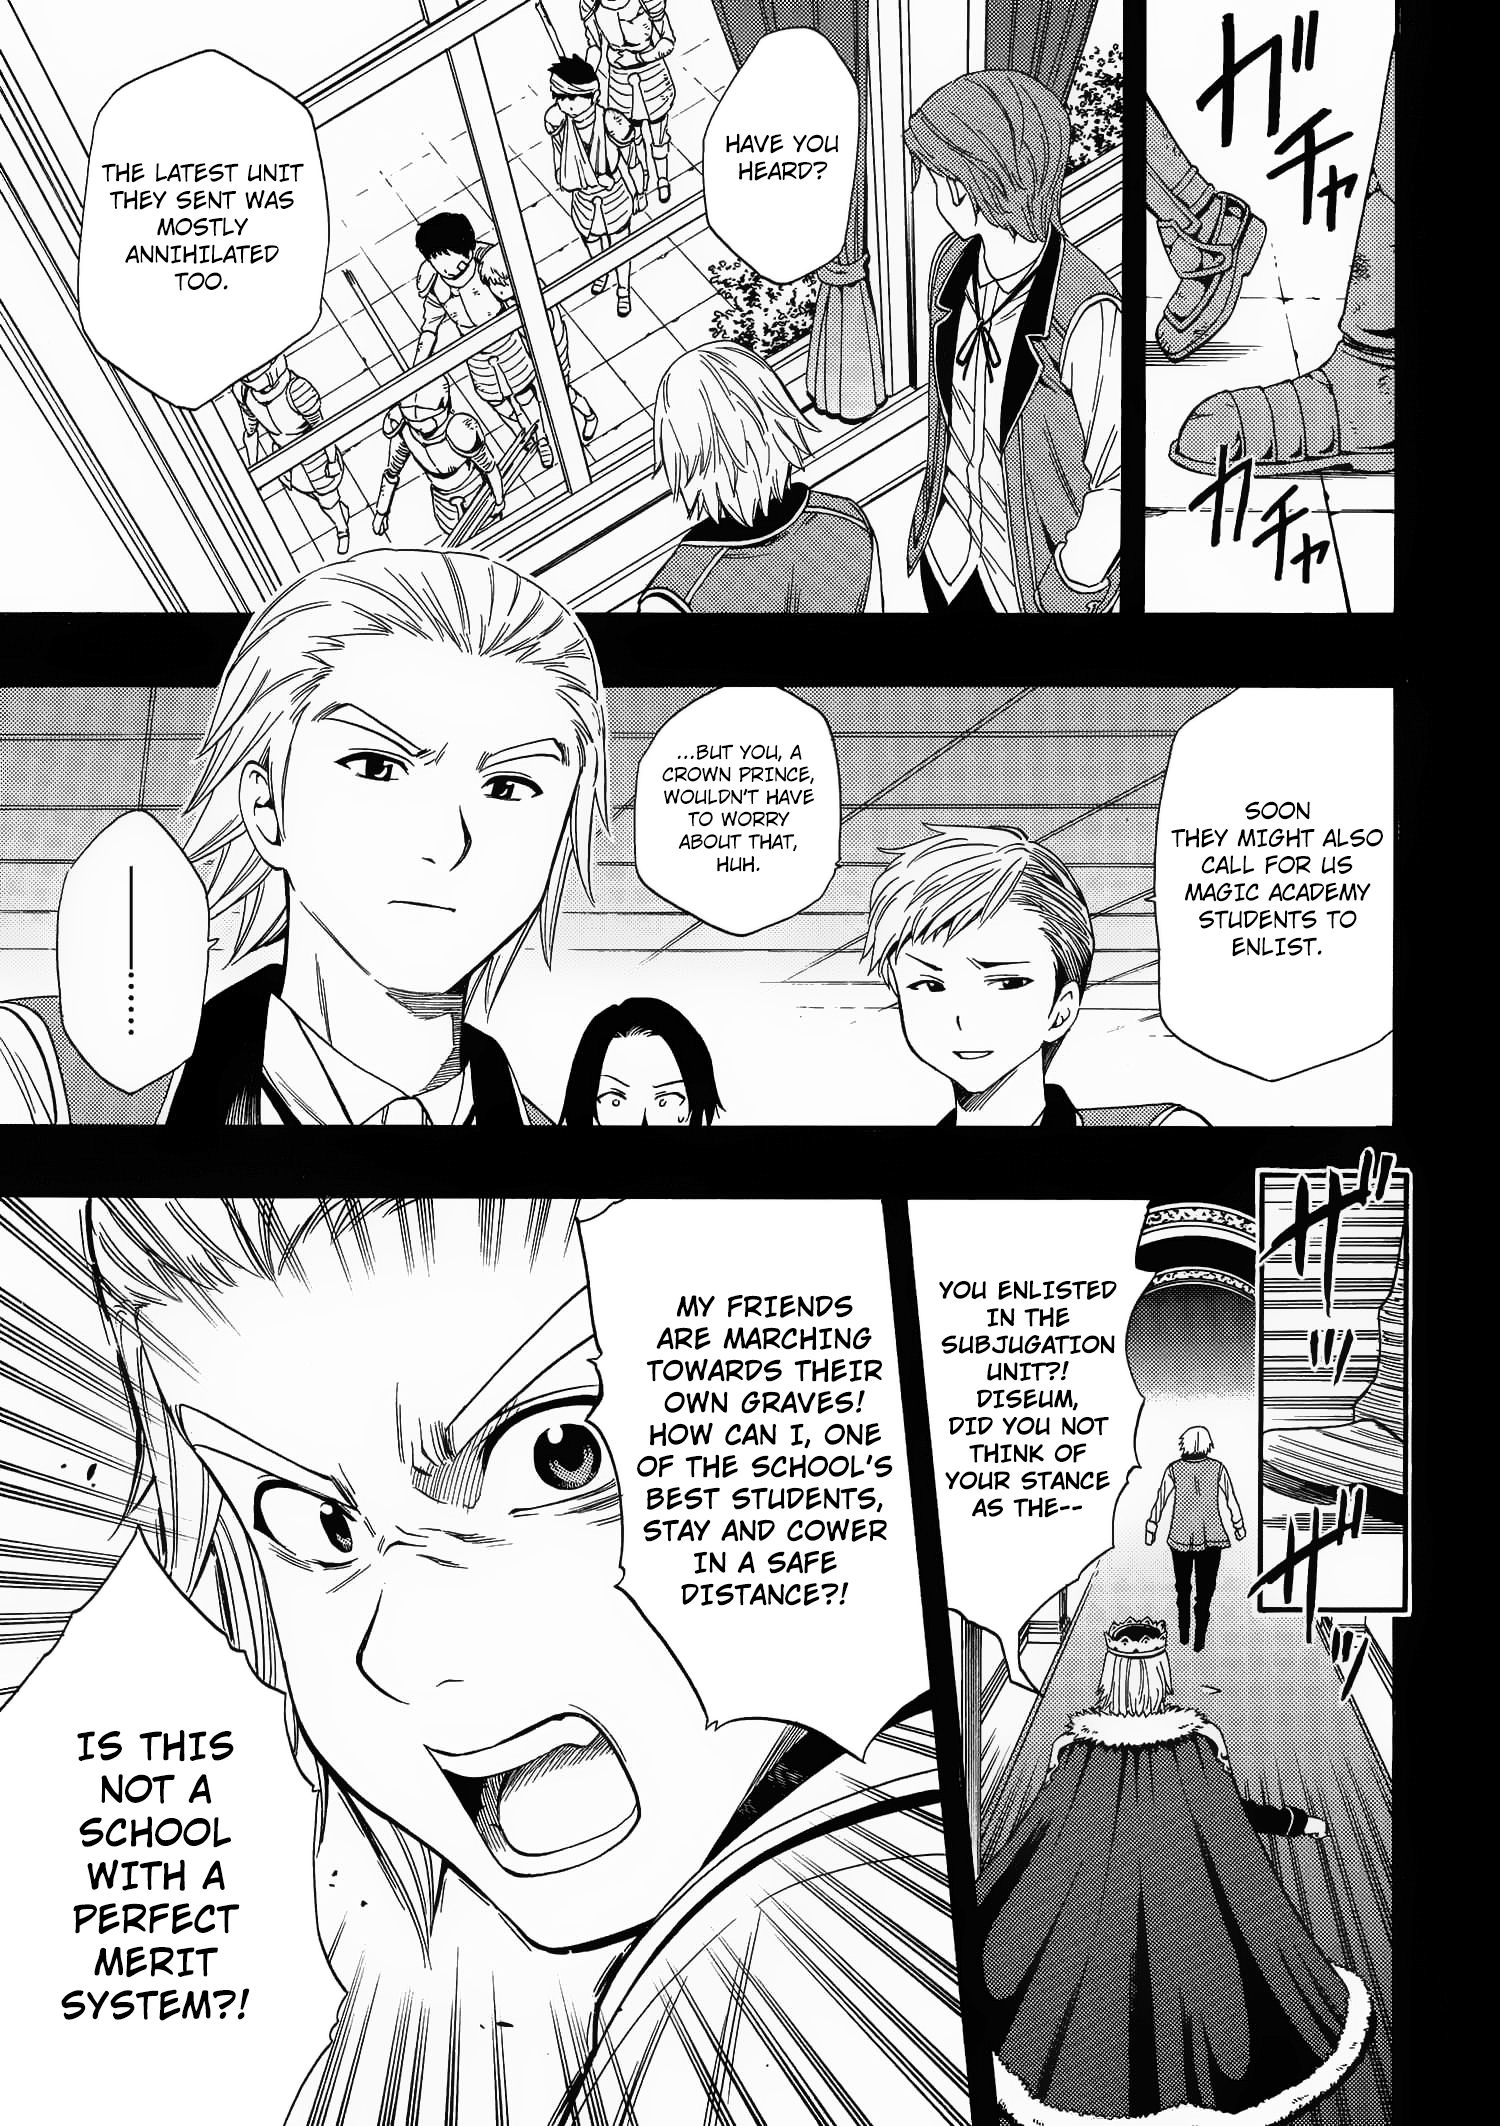 ガ
チャ
ガ
チャ
HAVE YOU
HEARD?
THE LATEST UNIT
THEY SENT WAS
MOSTLY
ANNIHILATED
TOO.
SOON
THEY MIGHT ALSO
CALL FOR US
MAGIC ACADEMY
STUDENTS TO
ENLIST.
...BUT YOU, A
CROWN PRINCE,
WOULDN'T HAVE
TO WORRY
ABOUT THAT,
HUH.
―......
ザッ
ッ
ザッ
YOU ENLISTED
IN THE
SUBJUGATION
UNIT?!
DISEUM,
DID YOU NOT
THINK OF
YOUR STANCE
AS THE--
MY FRIENDS
ARE MARCHING
TOWARDS THEIR
OWN GRAVES!
HOW CAN I, ONE
OF THE SCHOOL'S
BEST STUDENTS,
STAY AND COWER
IN A SAFE
DISTANCE?!
IS THIS
NOT A
SCHOOL
WITH A
PERFECT
MERIT
SYSTEM?!